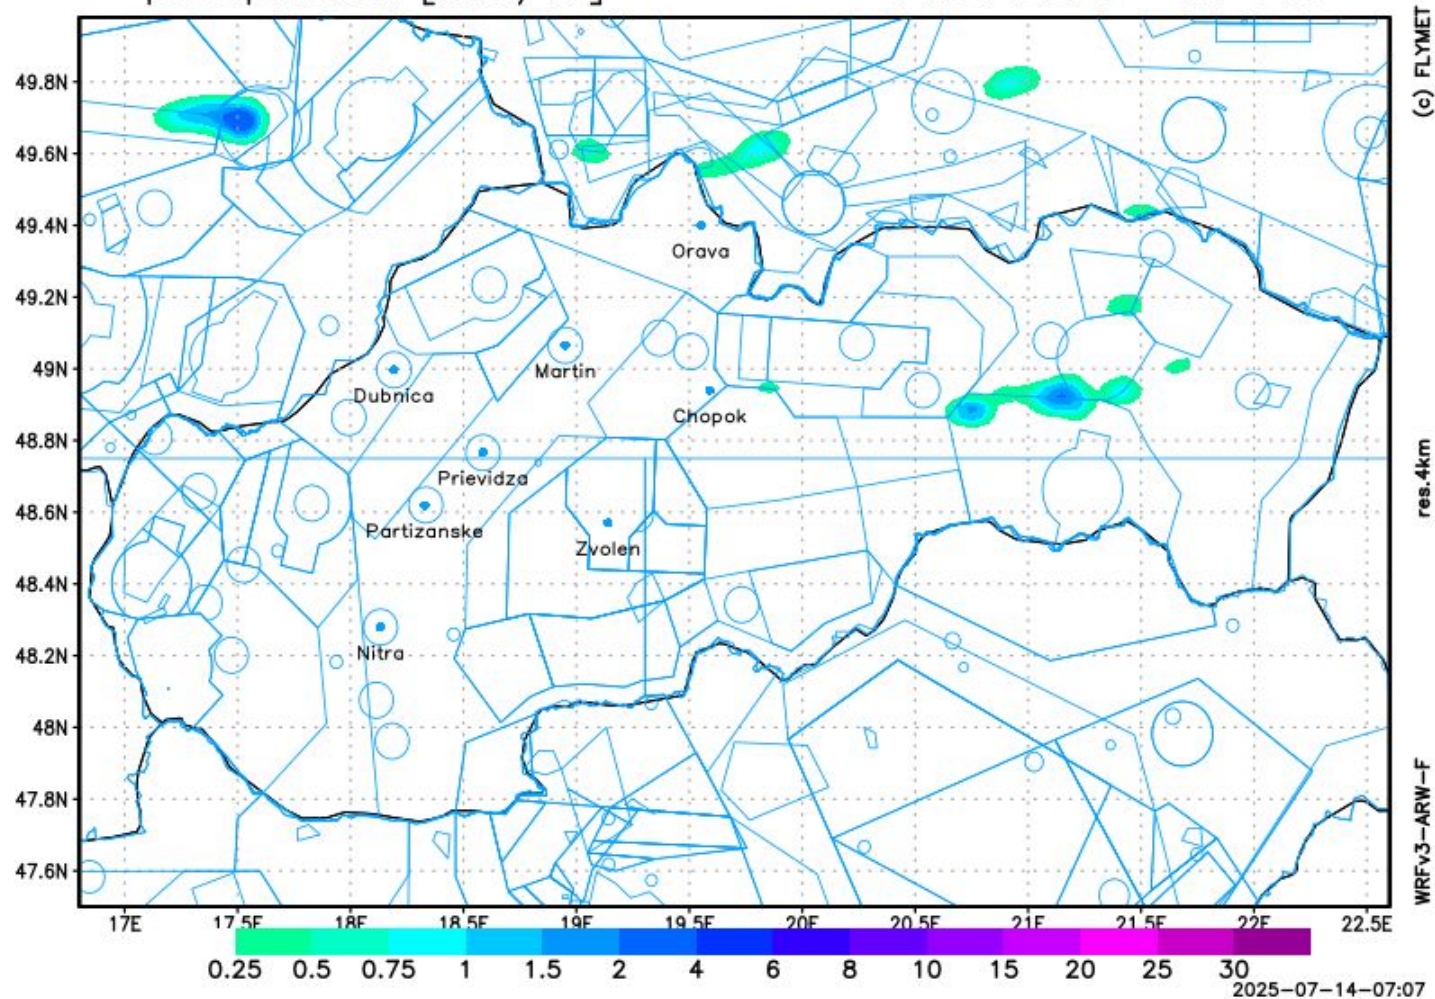 49.8N
49.6N
49.4N
49.2N
49N
48.8N
48.6N
48.4N
48.2N
48N
47.8N
47.6N
Orava
Martin
Dubnica
Chopok
Prievidza
Partizanske
Zvolen
Nitra
17E 17.5E 18E 18.5E 19E 19.5E 20E 20.5E 21E 21.5E 22E 22.5E
0.25 0.5 0.75 1 1.5 2 4 6 8 10 15 20 25 30
2025-07-14-07:07
(c) FLYMET
res.4km
WRFv3-ARW-F